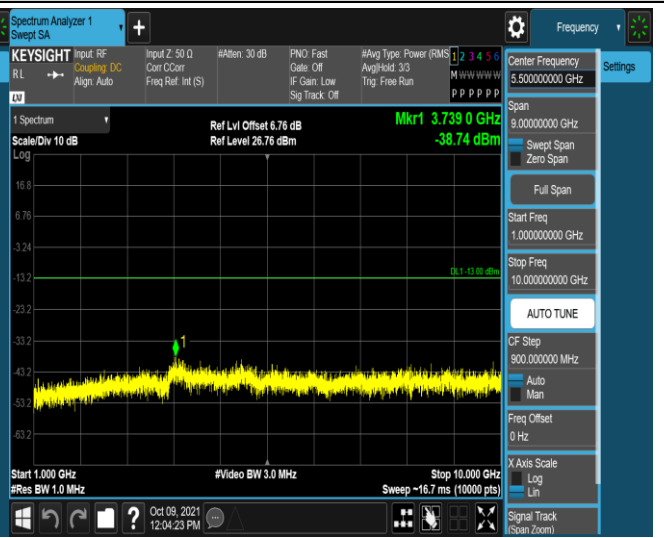 Spectrum Analyzer 1
Swept SA
+
Frequency
KEYSIGHT Input: RF Input Z: 50 Ω #Atten: 30 dB PNO: Fast #Avg Type: Power (RMS 1 2 3 4 5 6
RL Coupling: DC Corr CCorr Gate: Off Avg|Hold: 3/3 M W W W W W
Align: Auto Freq Ref: Int (S) IF Gain: Low Trig: Free Run
Sig Track: Off P P P P P P
LXI
1 Spectrum
Ref Lvl Offset 6.76 dB Mkr1 3.739 0 GHz
Scale/Div 10 dB Ref Level 26.76 dBm -38.74 dBm
Log
16.8
6.76
-3.24
-13.2
DL1 -13.00 dBm
-23.2
-33.2
1
-43.2
-53.2
-63.2
Start 1.000 GHz #Video BW 3.0 MHz Stop 10.000 GHz
#Res BW 1.0 MHz Sweep ~16.7 ms (10000 pts)
?
Oct 09, 2021
12:04:23 PM
Center Frequency
5.500000000 GHz
Settings
Span
9.00000000 GHz
Swept Span
Zero Span
Full Span
Start Freq
1.000000000 GHz
Stop Freq
10.000000000 GHz
AUTO TUNE
CF Step
900.000000 MHz
Auto
Man
Freq Offset
0 Hz
X Axis Scale
Log
Lin
Signal Track
(Span Zoom)